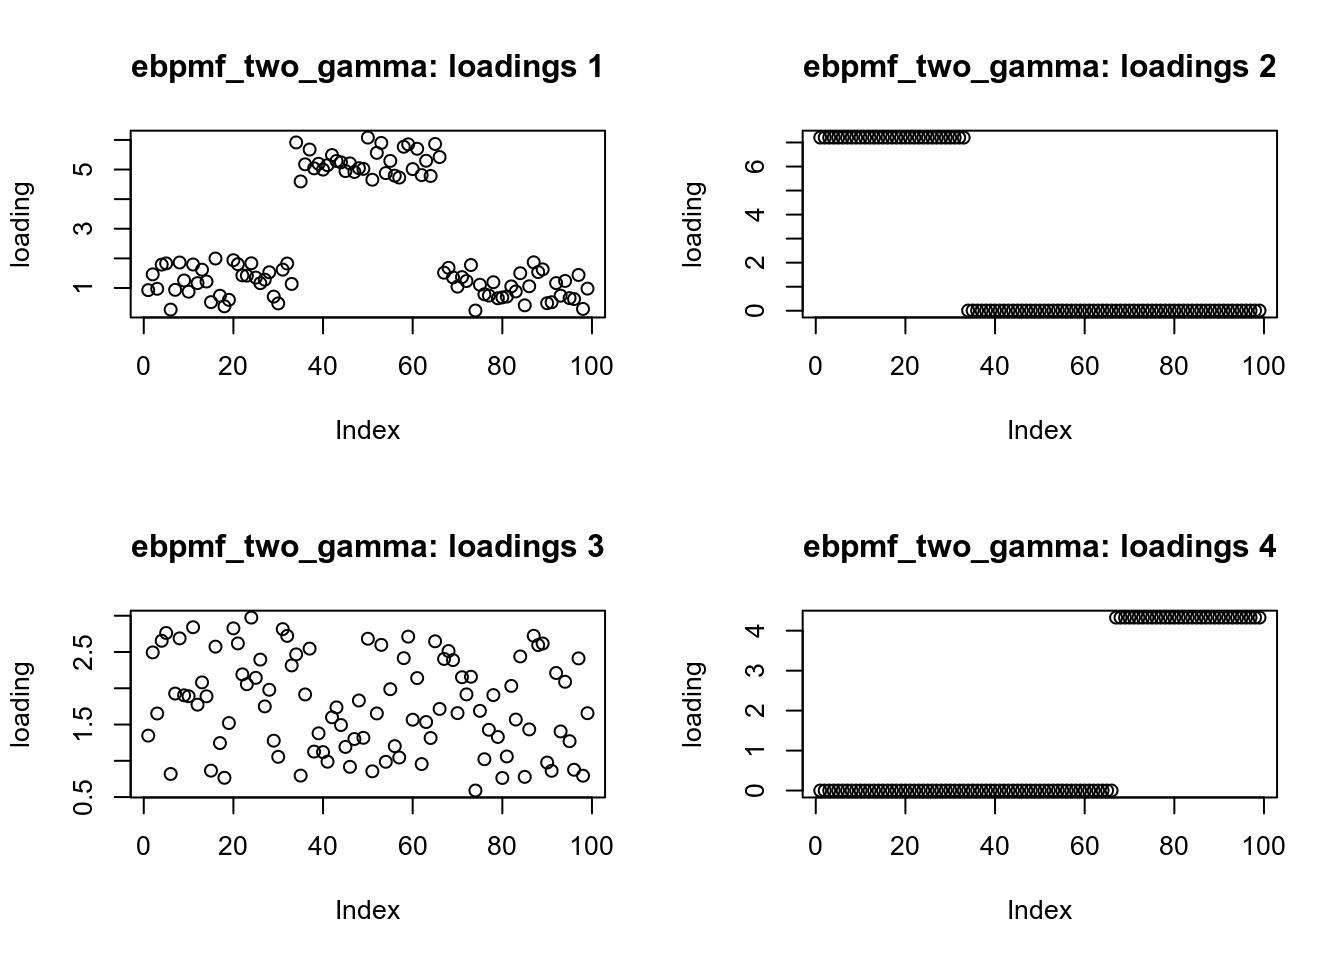 ebpmf_two_gamma: loadings 1
loading
5
3
1
0 20 40 60 80 100
Index
ebpmf_two_gamma: loadings 2
loading
6
4
2
0
0 20 40 60 80 100
Index
ebpmf_two_gamma: loadings 3
loading
2.5
1.5
0.5
0 20 40 60 80 100
Index
ebpmf_two_gamma: loadings 4
loading
4
3
2
1
0
0 20 40 60 80 100
Index